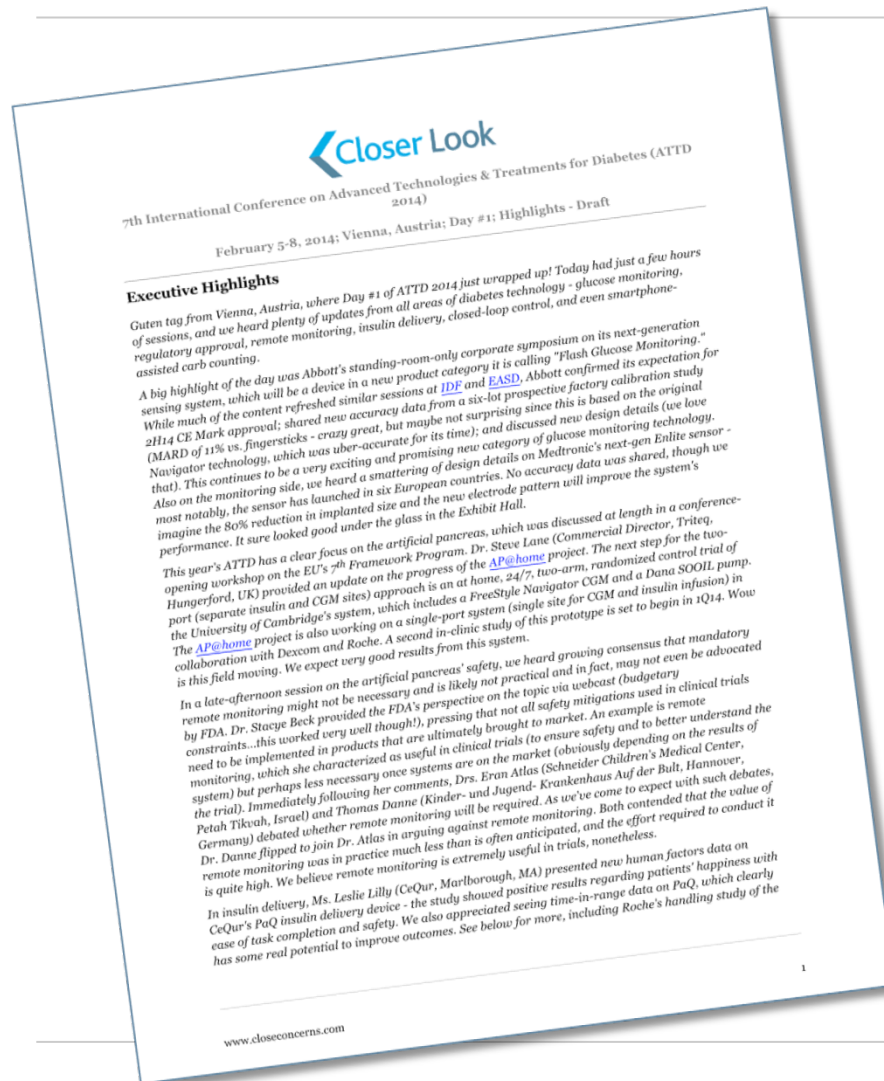 Closer Look
7th International Conference on Advanced Technologies & Treatments for Diabetes (ATTD
2014)
February 5-8, 2014; Vienna, Austria; Day #1; Highlights - Draft
Executive Highlights
Guten tag from Vienna, Austria, where Day #1 of ATTD 2014 just wrapped up! Today had just a few hours
of sessions, and we heard plenty of updates from all areas of diabetes technology - glucose monitoring,
regulatory approval, remote monitoring, insulin delivery, closed-loop control, and even smartphone-
assisted carb counting.
A big highlight of the day was Abbott's standing-room-only corporate symposium on its next-generation
sensing system, which will be a device in a new product category it is calling "Flash Glucose Monitoring."
While much of the content refreshed similar sessions at IDF and EASD, Abbott confirmed its expectation for
2H14 CE Mark approval; shared new accuracy data from a six-lot prospective factory calibration study
(MARD of 11% vs. fingersticks - crazy great, but maybe not surprising since this is based on the original
Navigator technology, which was uber-accurate for its time); and discussed new design details (we love
that). This continues to be a very exciting and promising new category of glucose monitoring technology.
Also on the monitoring side, we heard a smattering of design details on Medtronic's next-gen Enlite sensor -
most notably, the sensor has launched in six European countries. No accuracy data was shared, though we
imagine the 80% reduction in implanted size and the new electrode pattern will improve the system's
performance. It sure looked good under the glass in the Exhibit Hall.
This year's ATTD has a clear focus on the artificial pancreas, which was discussed at length in a conference-
opening workshop on the EU's 7th Framework Program. Dr. Steve Lane (Commercial Director, Triteq,
Hungerford, UK) provided an update on the progress of the AP@home project. The next step for the two-
port (separate insulin and CGM sites) approach is an at home, 24/7, two-arm, randomized control trial of
the University of Cambridge's system, which includes a FreeStyle Navigator CGM and a Dana SOOIL pump.
The AP@home project is also working on a single-port system (single site for CGM and insulin infusion) in
collaboration with Dexcom and Roche. A second in-clinic study of this prototype is set to begin in 1Q14. Wow
is this field moving. We expect very good results from this system.
In a late-afternoon session on the artificial pancreas' safety, we heard growing consensus that mandatory
remote monitoring might not be necessary and is likely not practical and in fact, may not even be advocated
by FDA. Dr. Stacye Beck provided the FDA's perspective on the topic via webcast (budgetary
constraints...this worked very well though!), pressing that not all safety mitigations used in clinical trials
need to be implemented in products that are ultimately brought to market. An example is remote
monitoring, which she characterized as useful in clinical trials (to ensure safety and to better understand the
system) but perhaps less necessary once systems are on the market (obviously depending on the results of
the trial). Immediately following her comments, Drs. Eran Atlas (Schneider Children's Medical Center,
Petah Tikvah, Israel) and Thomas Danne (Kinder- und Jugend- Krankenhaus Auf der Bult, Hannover,
Germany) debated whether remote monitoring will be required. As we've come to expect with such debates,
Dr. Danne flipped to join Dr. Atlas in arguing against remote monitoring. Both contended that the value of
remote monitoring was in practice much less than is often anticipated, and the effort required to conduct it
is quite high. We believe remote monitoring is extremely useful in trials, nonetheless.
In insulin delivery, Ms. Leslie Lilly (CeQur, Marlborough, MA) presented new human factors data on
CeQur's PaQ insulin delivery device - the study showed positive results regarding patients' happiness with
ease of task completion and safety. We also appreciated seeing time-in-range data on PaQ, which clearly
has some real potential to improve outcomes. See below for more, including Roche's handling study of the
1
www.closeconcerns.com